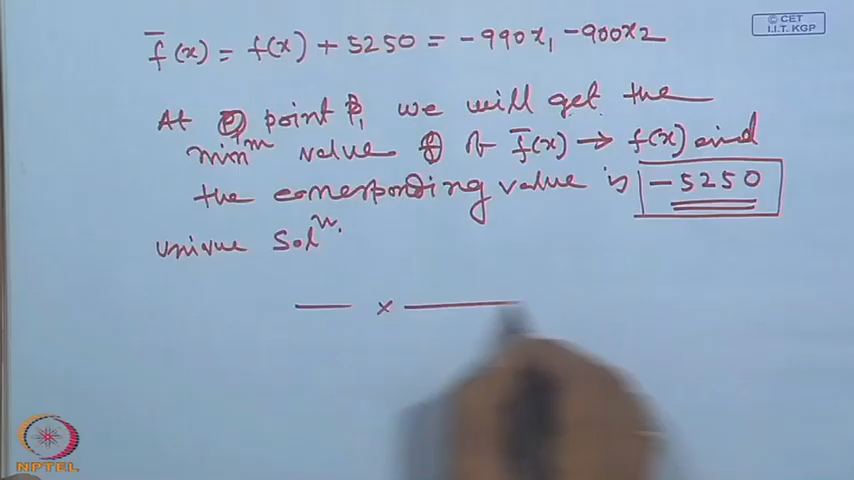 © CET
I.I.T. KGP
f̅(x) = f(x) + 5250 = -990x₁ - 900x₂
At point P₁ we will get the
minᵐ value of f̅(x) → f(x) and
the corresponding value is -5250
unique Solⁿ.
— x —
NPTEL